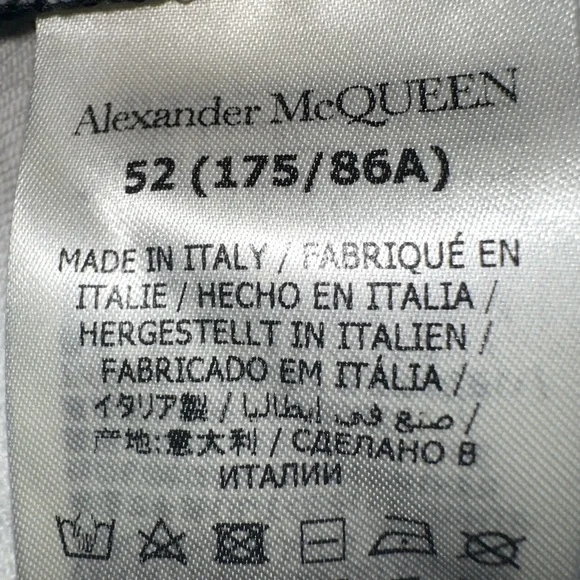 Alexander McQUEEN
52 (175/86A)
MADE IN ITALY / FABRIQUÉ EN
ITALIE / HECHO EN ITALIA /
HERGESTELLT IN ITALIEN /
FABRICADO EM ITÁLIA /
イタリア製 / صنع في إيطاليا /
产地:意大利 / СДЕЛАНО В
ИТАЛИИ